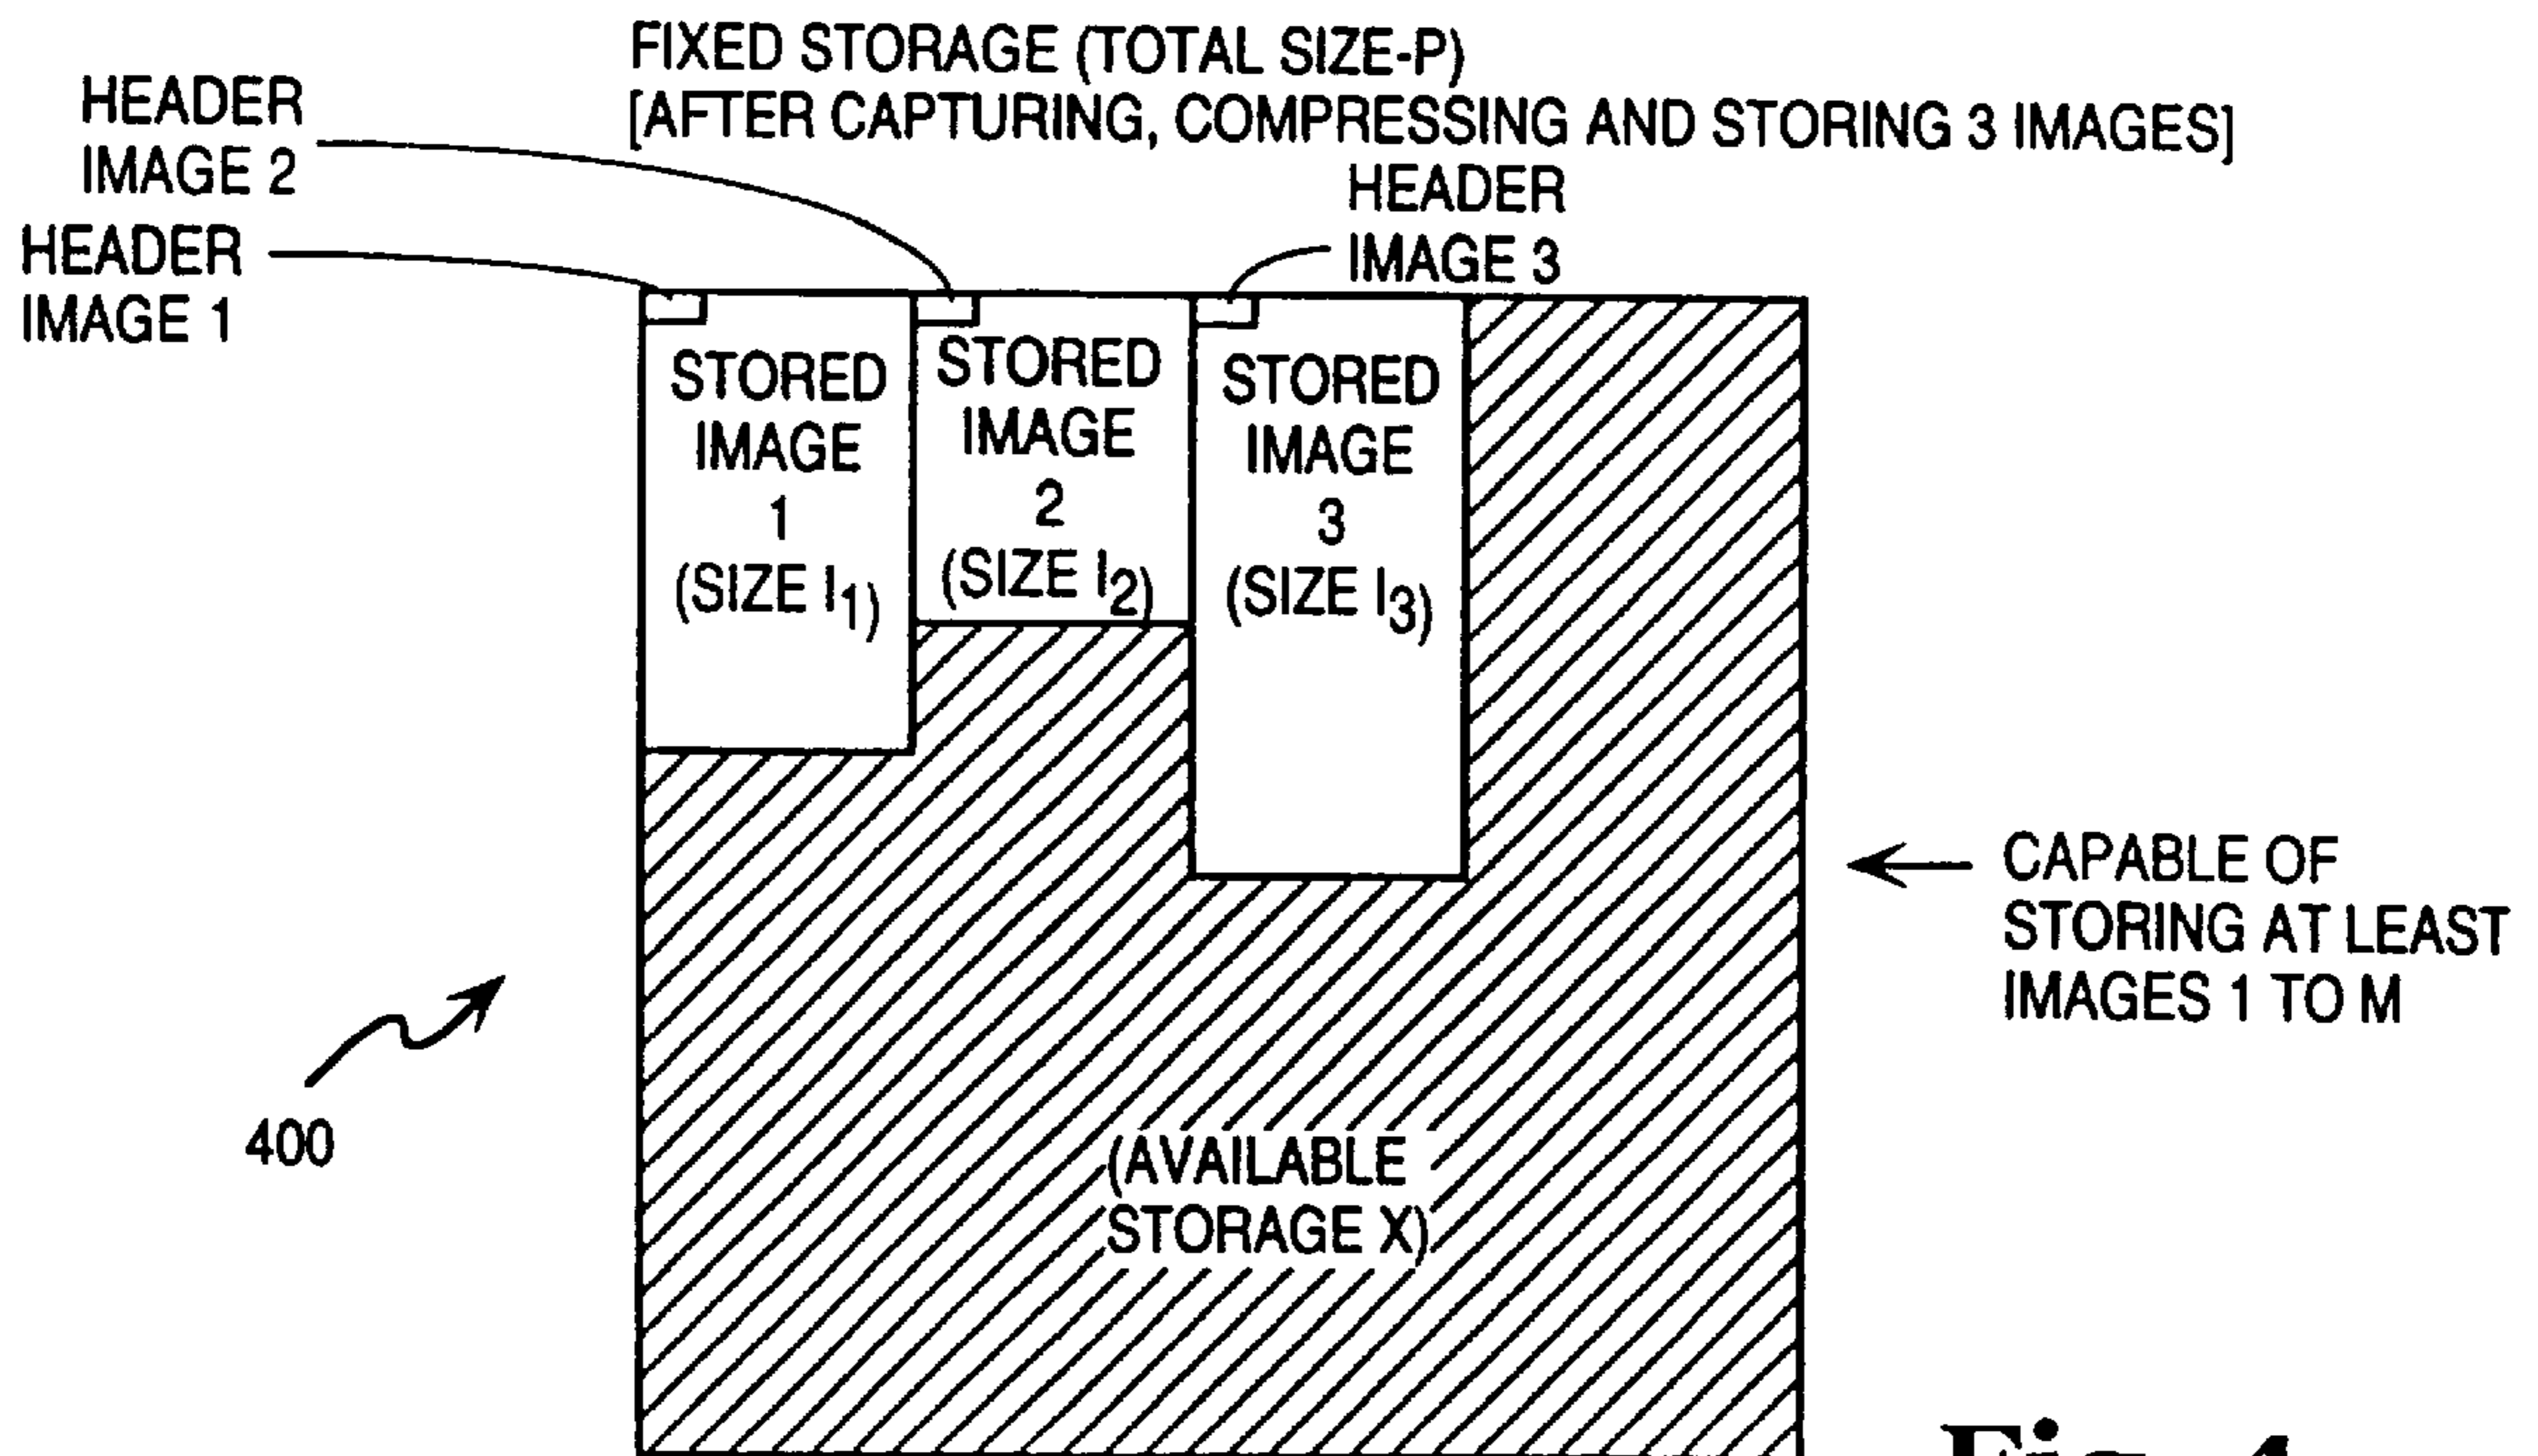 FIXED STORAGE (TOTAL SIZE-P)
[AFTER CAPTURING, COMPRESSING AND STORING 3 IMAGES]
HEADER
IMAGE 2
HEADER
IMAGE 1
HEADER
IMAGE 3
STORED
IMAGE
1
(SIZE I1)
STORED
IMAGE
2
(SIZE I2)
STORED
IMAGE
3
(SIZE I3)
CAPABLE OF
STORING AT LEAST
IMAGES 1 TO M
400
(AVAILABLE
STORAGE X)
Fig. 4